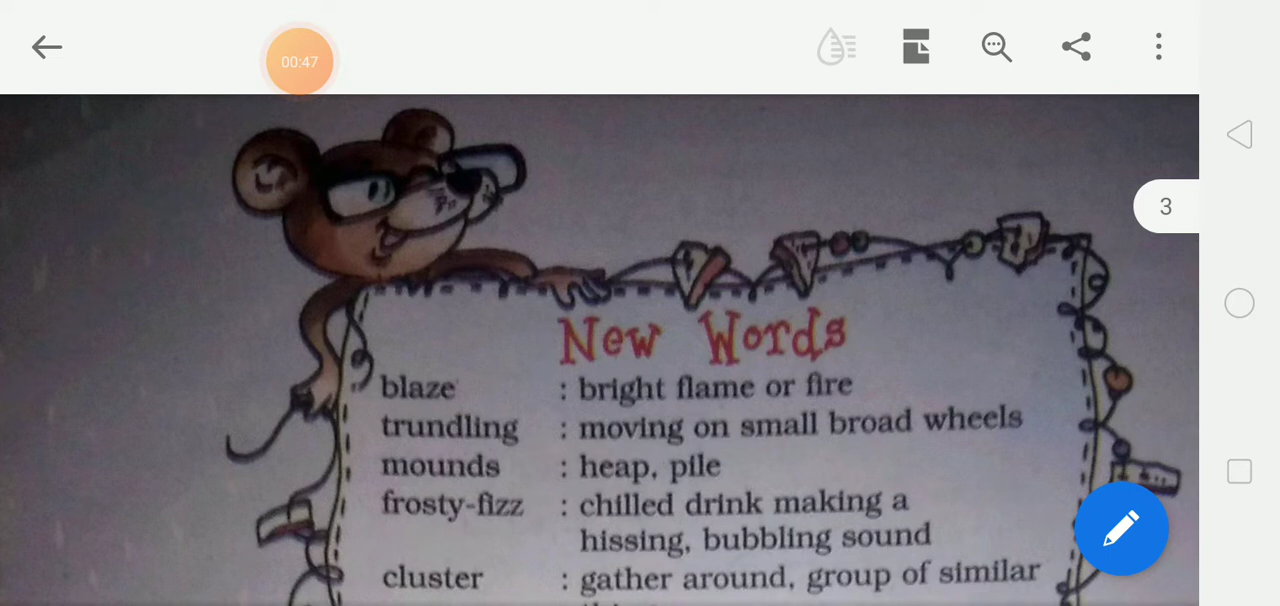 00:47
3
New Words
blaze : bright flame or fire
trundling : moving on small broad wheels
mounds : heap, pile
frosty-fizz : chilled drink making a
hissing, bubbling sound
cluster : gather around, group of similar